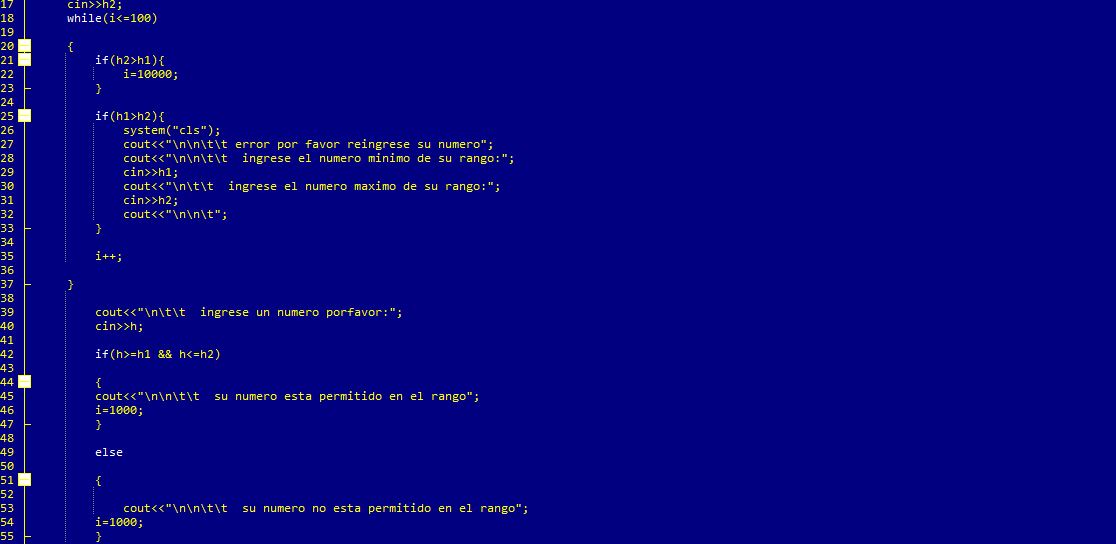 17 cin>>h2;
18 while(i<=100)
19
20 {
21 if(h2>h1){
22 i=10000;
23 }
24
25 if(h1>h2){
26 system("cls");
27 cout<<"\n\n\t\t error por favor reingrese su numero";
28 cout<<"\n\n\t\t  ingrese el numero minimo de su rango:";
29 cin>>h1;
30 cout<<"\n\t\t  ingrese el numero maximo de su rango:";
31 cin>>h2;
32 cout<<"\n\n\t";
33 }
34
35 i++;
36
37 }
38
39 cout<<"\n\t\t  ingrese un numero porfavor:";
40 cin>>h;
41
42 if(h>=h1 && h<=h2)
43
44 {
45 cout<<"\n\n\t\t  su numero esta permitido en el rango";
46 i=1000;
47 }
48
49 else
50
51 {
52
53 cout<<"\n\n\t\t  su numero no esta permitido en el rango";
54 i=1000;
55 }